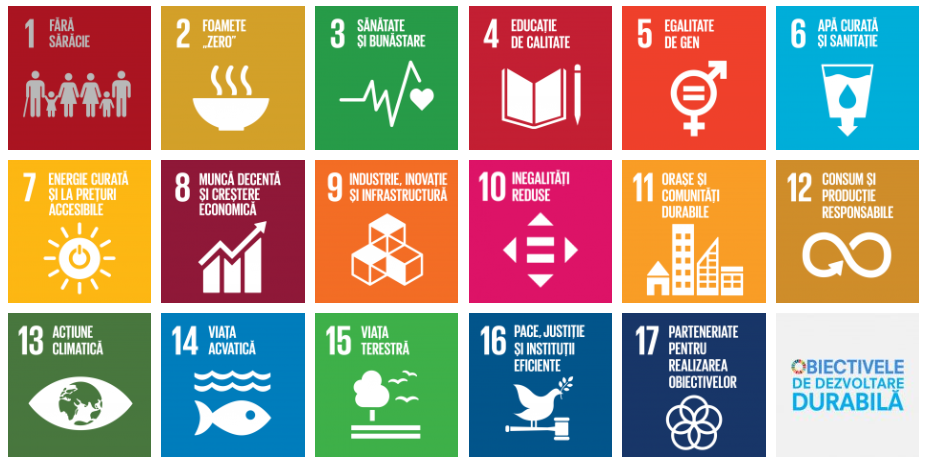 1 FĂRĂ
SĂRĂCIE
2 FOAMETE
„ZERO”
3 SĂNĂTATE
ȘI BUNĂSTARE
4 EDUCAȚIE
DE CALITATE
5 EGALITATE
DE GEN
6 APĂ CURATĂ
ȘI SANITAȚIE
7 ENERGIE CURATĂ
ȘI LA PREȚURI
ACCESIBILE
8 MUNCĂ DECENTĂ
ȘI CREȘTERE
ECONOMICĂ
9 INDUSTRIE, INOVAȚIE
ȘI INFRASTRUCTURĂ
10 INEGALITĂȚI
REDUSE
11 ORAȘE ȘI
COMUNITĂȚI
DURABILE
12 CONSUM ȘI
PRODUCȚIE
RESPONSABILE
13 ACȚIUNE
CLIMATICĂ
14 VIAȚA
ACVATICĂ
15 VIAȚA
TERESTRĂ
16 PACE, JUSTIȚIE
ȘI INSTITUȚII
EFICIENTE
17 PARTENERIATE
PENTRU
REALIZAREA
OBIECTIVELOR
OBIECTIVELE
DE DEZVOLTARE
DURABILĂ